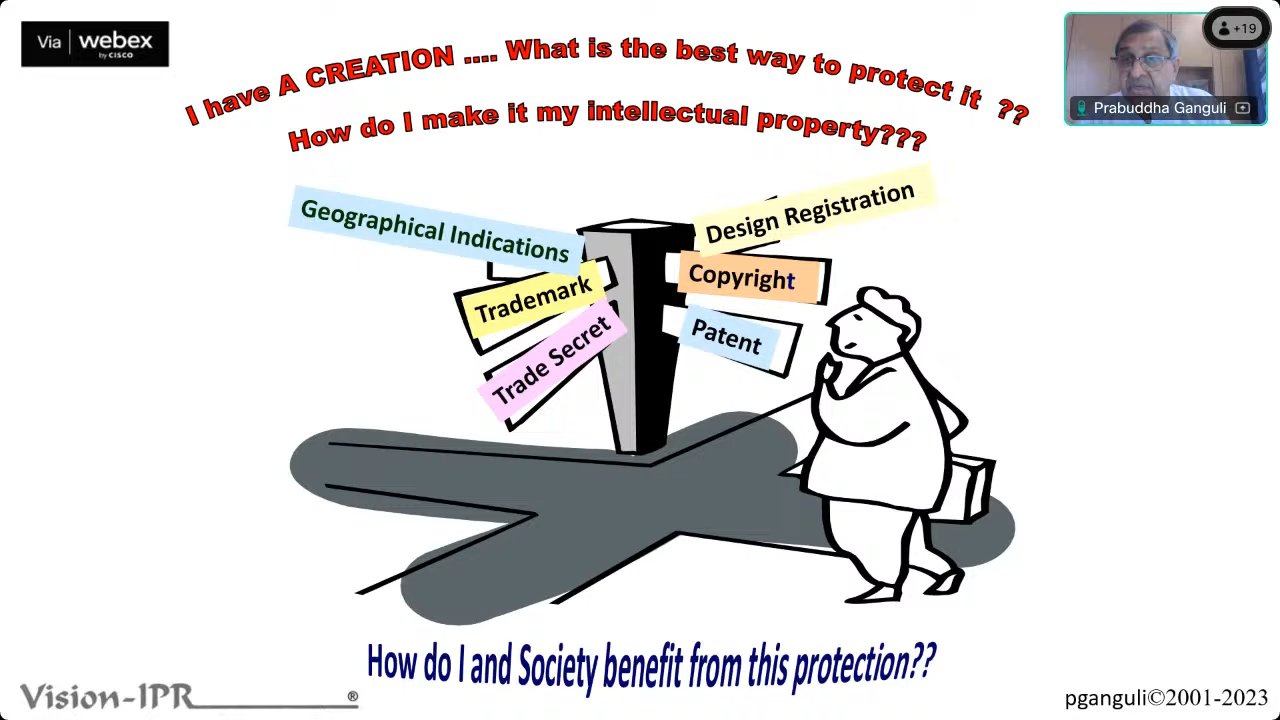 Via | webex
by CISCO
+19
Prabuddha Ganguli
I have A CREATION .... What is the best way to protect it ??
How do I make it my intellectual property???
Geographical Indications
Design Registration
Trademark
Copyright
Trade Secret
Patent
How do I and Society benefit from this protection??
Vision-IPR®
pganguli©2001-2023